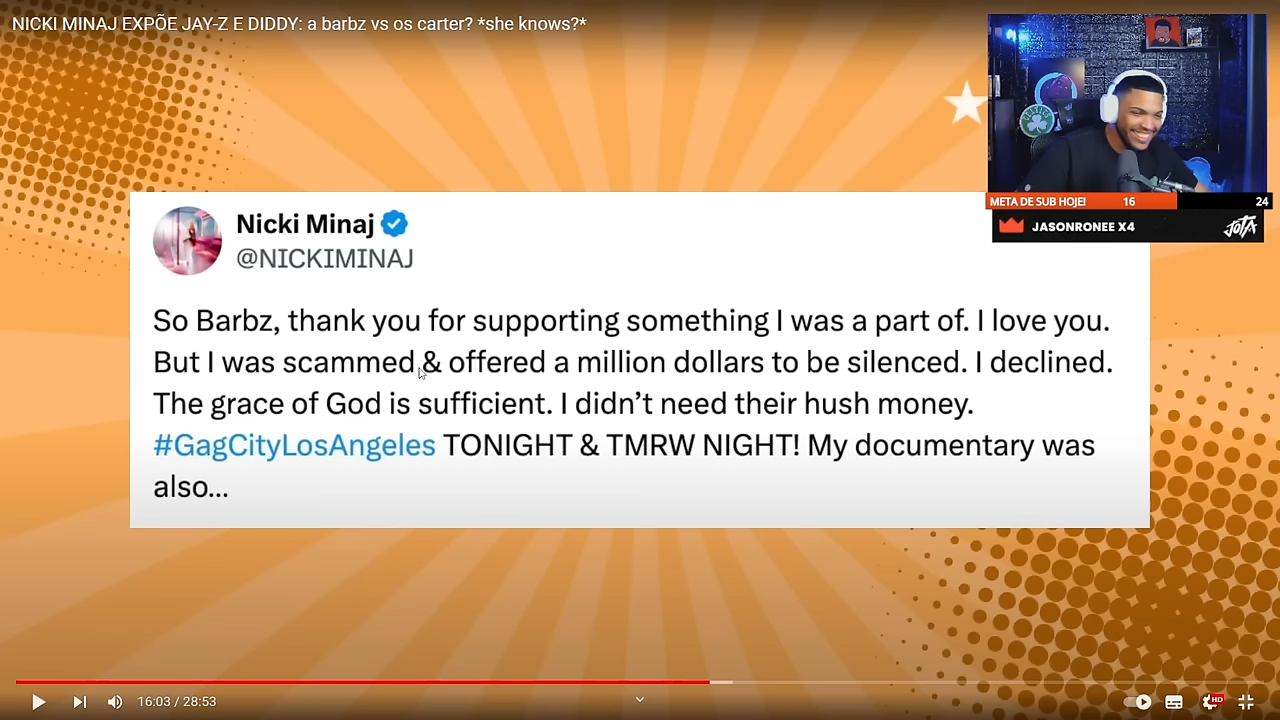 NICKI MINAJ EXPÕE JAY-Z E DIDDY: a barbz vs os carter? *she knows?*
META DE SUB HOJE! 16 24
JASONRONEE X4 JOTA
Nicki Minaj
@NICKIMINAJ
So Barbz, thank you for supporting something I was a part of. I love you.
But I was scammed & offered a million dollars to be silenced. I declined.
The grace of God is sufficient. I didn’t need their hush money.
#GagCityLosAngeles TONIGHT & TMRW NIGHT! My documentary was
also...
16:03 / 28:53
HD